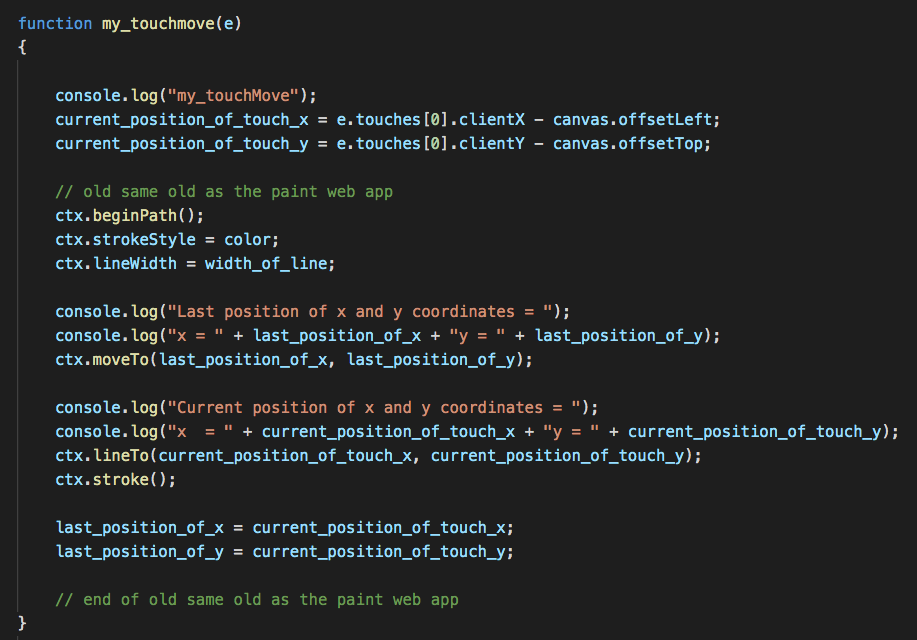 function my_touchmove(e)
{
console.log("my_touchMove");
current_position_of_touch_x = e.touches[0].clientX - canvas.offsetLeft;
current_position_of_touch_y = e.touches[0].clientY - canvas.offsetTop;
// old same old as the paint web app
ctx.beginPath();
ctx.strokeStyle = color;
ctx.lineWidth = width_of_line;
console.log("Last position of x and y coordinates = ");
console.log("x = " + last_position_of_x + "y = " + last_position_of_y);
ctx.moveTo(last_position_of_x, last_position_of_y);
console.log("Current position of x and y coordinates = ");
console.log("x  = " + current_position_of_touch_x + "y = " + current_position_of_touch_y);
ctx.lineTo(current_position_of_touch_x, current_position_of_touch_y);
ctx.stroke();
last_position_of_x = current_position_of_touch_x;
last_position_of_y = current_position_of_touch_y;
// end of old same old as the paint web app
}